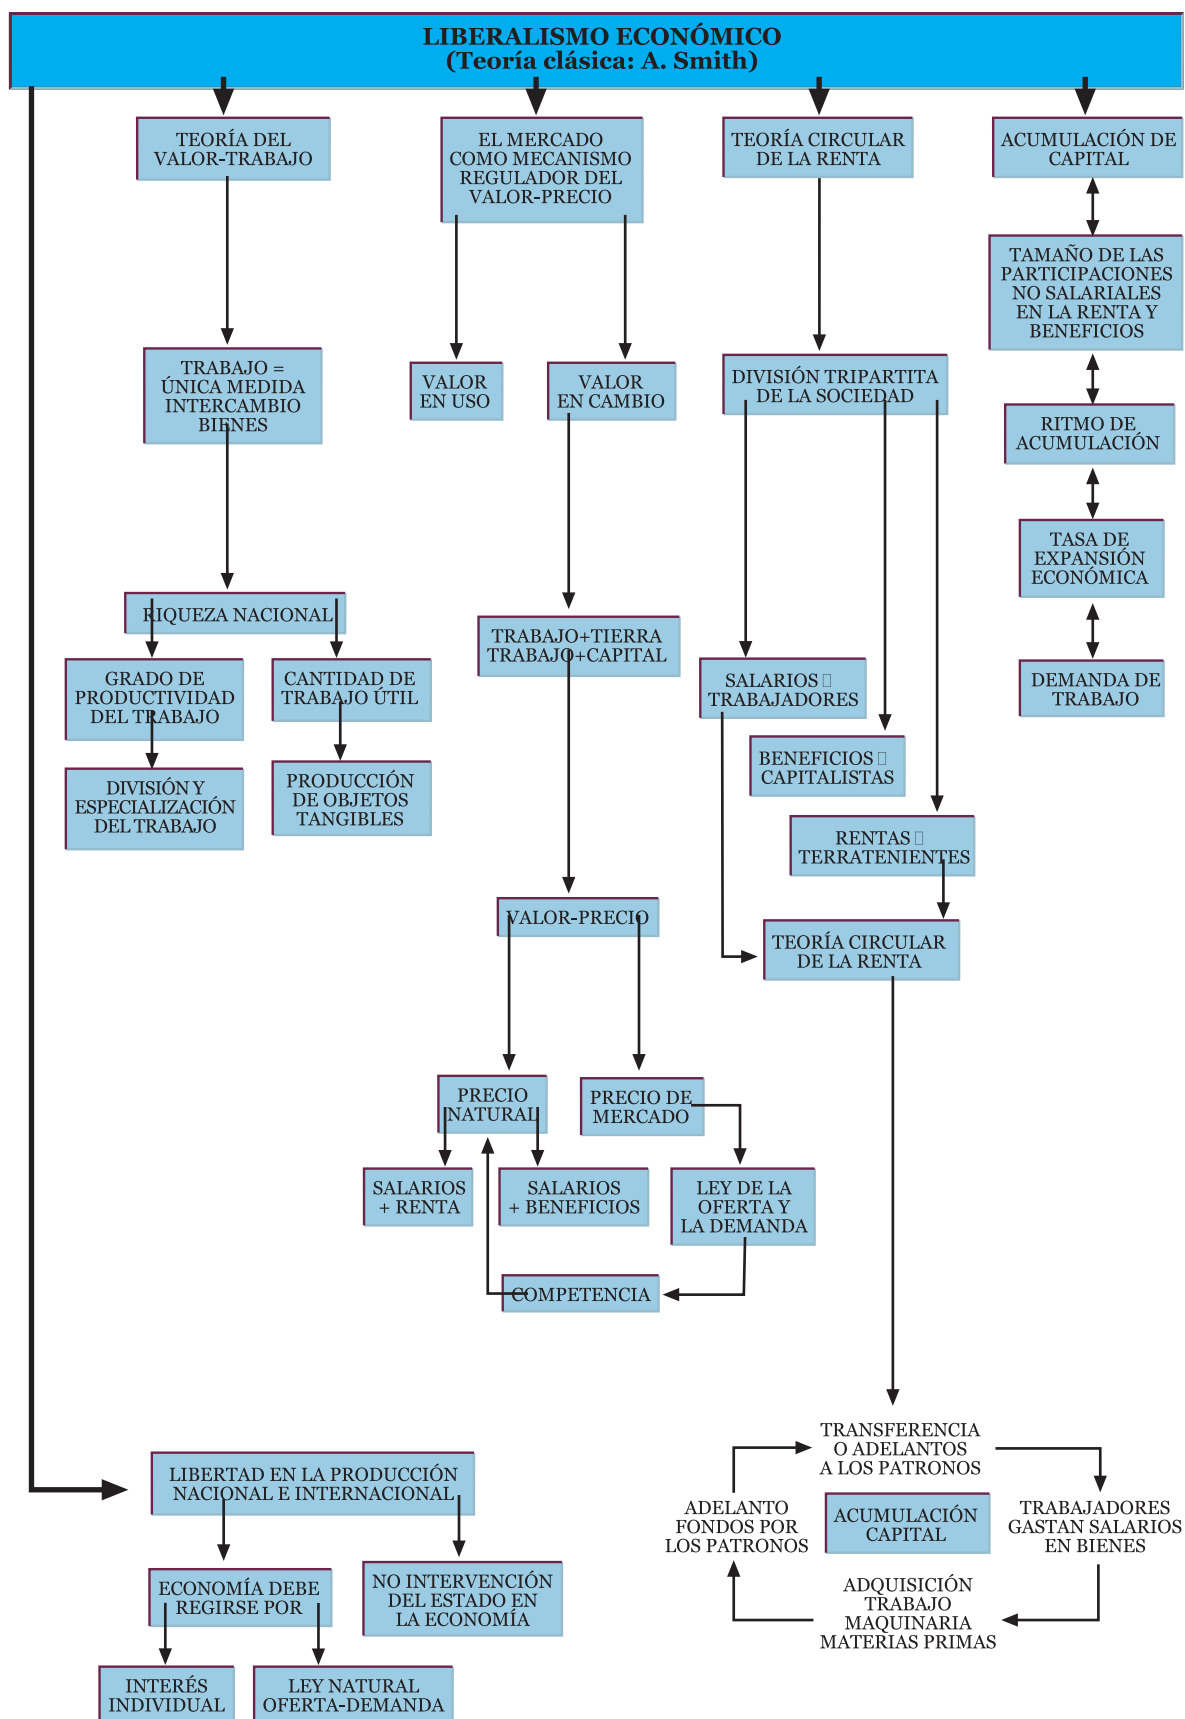 LIBERALISMO ECONÓMICO
(Teoría clásica: A. Smith)
TEORÍA DEL
VALOR-TRABAJO
EL MERCADO
COMO MECANISMO
REGULADOR DEL
VALOR-PRECIO
TEORÍA CIRCULAR
DE LA RENTA
ACUMULACIÓN DE
CAPITAL
TAMAÑO DE LAS
PARTICIPACIONES
NO SALARIALES
EN LA RENTA Y
BENEFICIOS
TRABAJO =
ÚNICA MEDIDA
INTERCAMBIO
BIENES
VALOR
EN USO
VALOR
EN CAMBIO
DIVISIÓN TRIPARTITA
DE LA SOCIEDAD
RITMO DE
ACUMULACIÓN
TASA DE
EXPANSIÓN
ECONÓMICA
RIQUEZA NACIONAL
TRABAJO+TIERRA
TRABAJO+CAPITAL
GRADO DE
PRODUCTIVIDAD
DEL TRABAJO
CANTIDAD DE
TRABAJO ÚTIL
SALARIOS
TRABAJADORES
DEMANDA DE
TRABAJO
BENEFICIOS
CAPITALISTAS
DIVISIÓN Y
ESPECIALIZACIÓN
DEL TRABAJO
PRODUCCIÓN
DE OBJETOS
TANGIBLES
RENTAS
TERRATENIENTES
VALOR-PRECIO
TEORÍA CIRCULAR
DE LA RENTA
PRECIO
NATURAL
PRECIO DE
MERCADO
SALARIOS
+ RENTA
SALARIOS
+ BENEFICIOS
LEY DE LA
OFERTA Y
LA DEMANDA
COMPETENCIA
TRANSFERENCIA
O ADELANTOS
A LOS PATRONOS
LIBERTAD EN LA PRODUCCIÓN
NACIONAL E INTERNACIONAL
ADELANTO
FONDOS POR
LOS PATRONOS
ACUMULACIÓN
CAPITAL
TRABAJADORES
GASTAN SALARIOS
EN BIENES
ECONOMÍA DEBE
REGIRSE POR
NO INTERVENCIÓN
DEL ESTADO EN
LA ECONOMÍA
ADQUISICIÓN
TRABAJO
MAQUINARIA
MATERIAS PRIMAS
INTERÉS
INDIVIDUAL
LEY NATURAL
OFERTA-DEMANDA